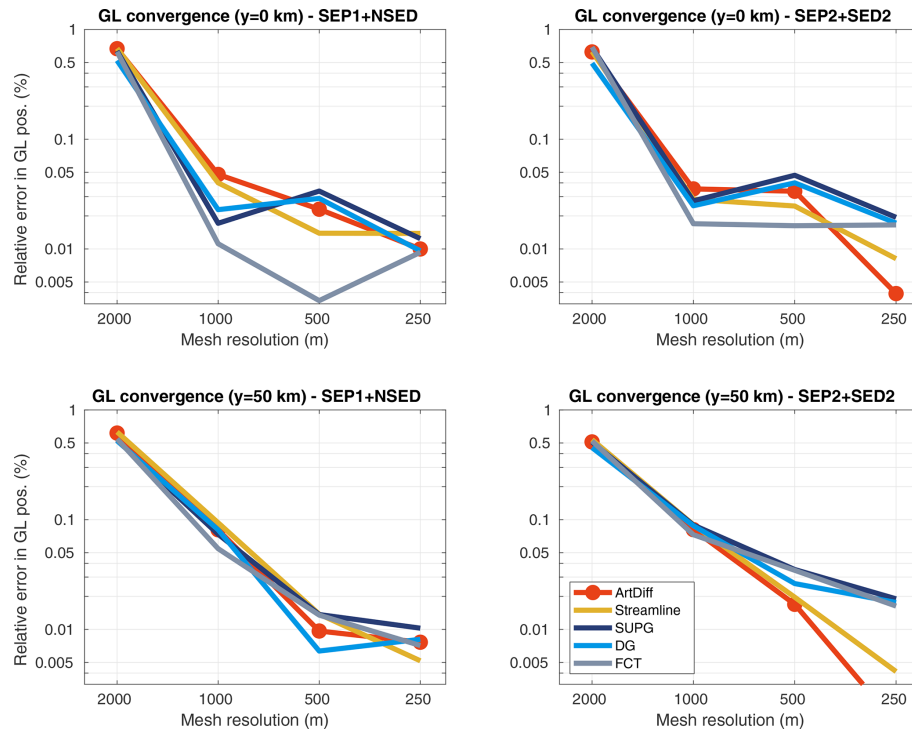 GL convergence (y=0 km) - SEP1+NSED
1
0.5
0.1
0.05
0.01
0.005
Relative error in GL pos. (%)
2000 1000 500 250
Mesh resolution (m)
GL convergence (y=0 km) - SEP2+SED2
1
0.5
0.1
0.05
0.01
0.005
2000 1000 500 250
Mesh resolution (m)
GL convergence (y=50 km) - SEP1+NSED
1
0.5
0.1
0.05
0.01
0.005
Relative error in GL pos. (%)
2000 1000 500 250
Mesh resolution (m)
GL convergence (y=50 km) - SEP2+SED2
1
0.5
0.1
0.05
0.01
0.005
ArtDiff
Streamline
SUPG
DG
FCT
2000 1000 500 250
Mesh resolution (m)